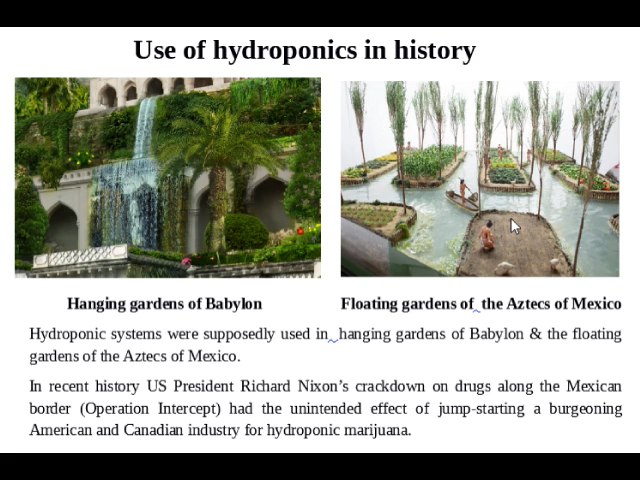 Use of hydroponics in history
Hanging gardens of Babylon
Floating gardens of the Aztecs of Mexico
Hydroponic systems were supposedly used in hanging gardens of Babylon & the floating
gardens of the Aztecs of Mexico.
In recent history US President Richard Nixon’s crackdown on drugs along the Mexican
border (Operation Intercept) had the unintended effect of jump-starting a burgeoning
American and Canadian industry for hydroponic marijuana.